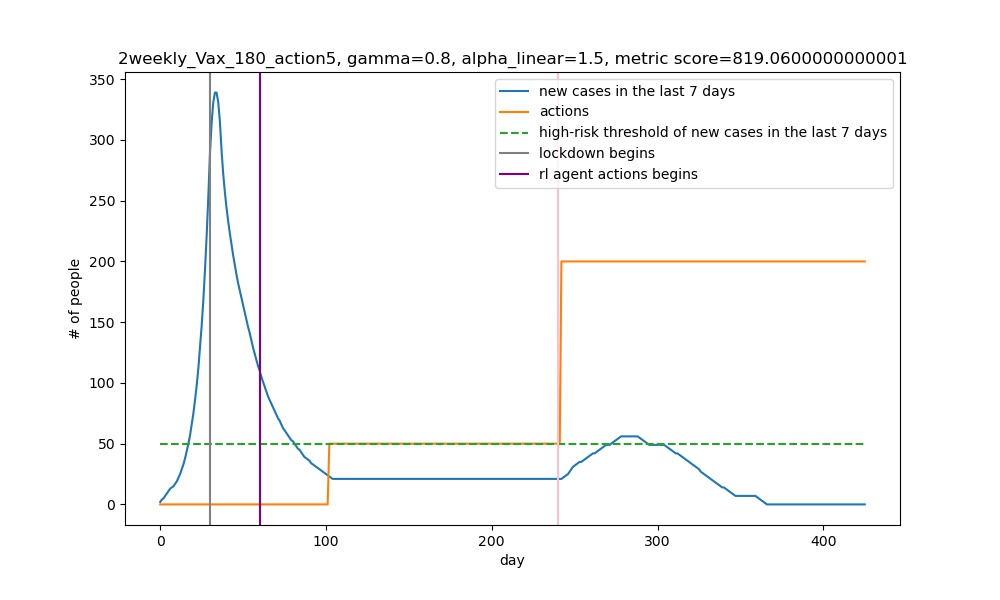 2weekly_Vax_180_action5, gamma=0.8, alpha_linear=1.5, metric score=819.0600000000001
350
300
250
200
150
100
50
0
# of people
new cases in the last 7 days
actions
high-risk threshold of new cases in the last 7 days
lockdown begins
rl agent actions begins
0
100
200
300
400
day